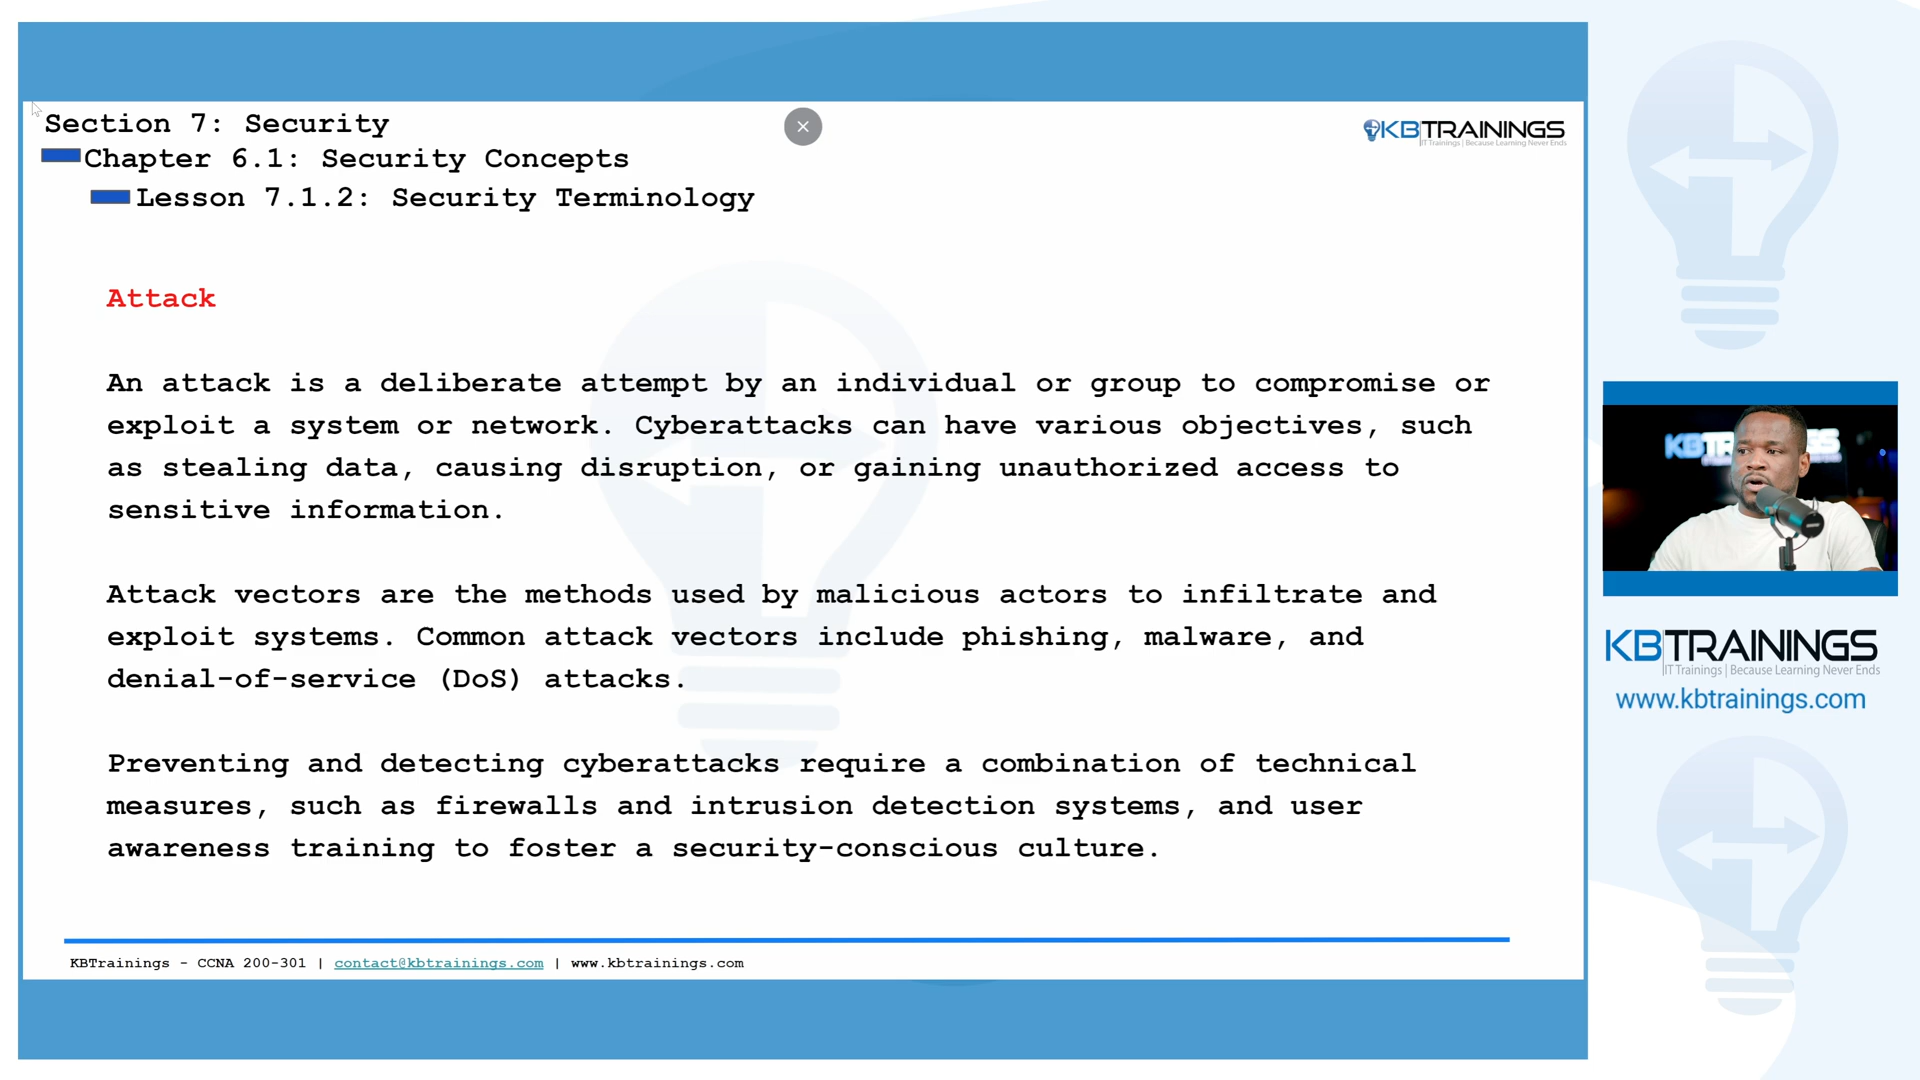 Section 7: Security
Chapter 6.1: Security Concepts
Lesson 7.1.2: Security Terminology
KBTRAININGS
IT Trainings | Because Learning Never Ends
Attack
An attack is a deliberate attempt by an individual or group to compromise or
exploit a system or network. Cyberattacks can have various objectives, such
as stealing data, causing disruption, or gaining unauthorized access to
sensitive information.
Attack vectors are the methods used by malicious actors to infiltrate and
exploit systems. Common attack vectors include phishing, malware, and
denial-of-service (DoS) attacks.
Preventing and detecting cyberattacks require a combination of technical
measures, such as firewalls and intrusion detection systems, and user
awareness training to foster a security-conscious culture.
KBTrainings - CCNA 200-301 | contact@kbtrainings.com | www.kbtrainings.com
KBTRAININGS
IT Trainings | Because Learning Never Ends
www.kbtrainings.com